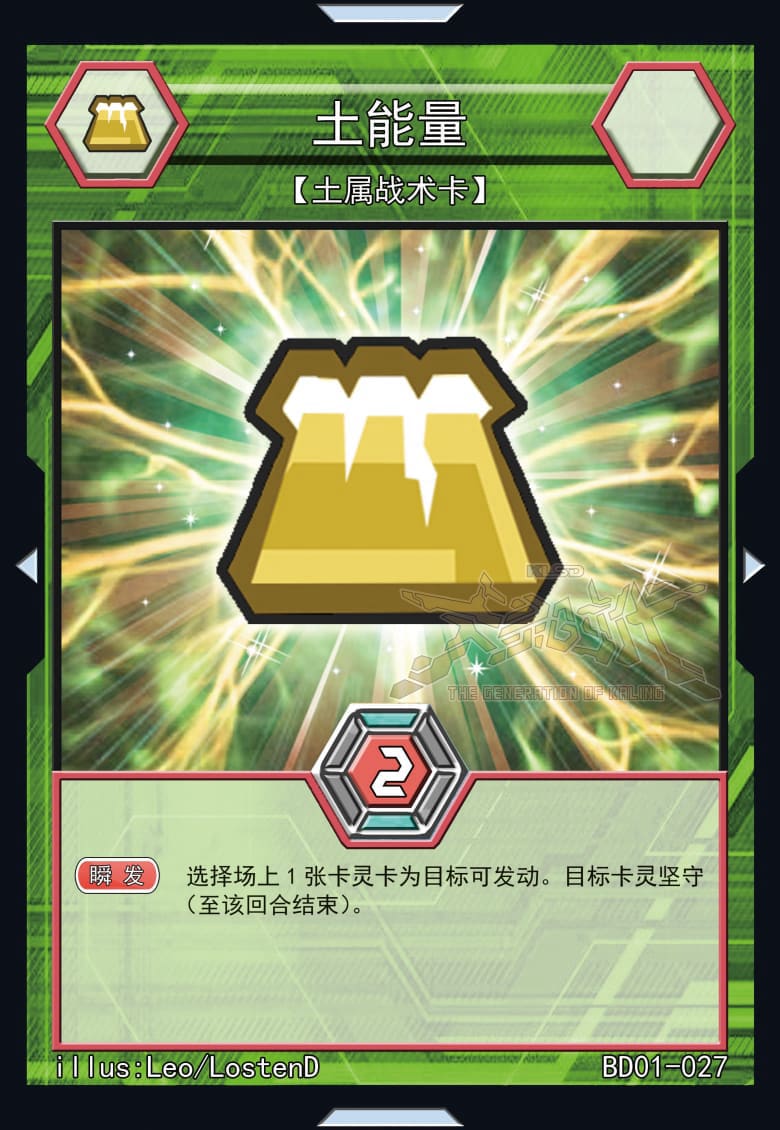 土能量
【土属战术卡】
KLSD
THE GENERATION OF KALING
2
瞬发 选择场上1张卡灵卡为目标可发动。目标卡灵坚守
（至该回合结束）。
illus:Leo/LostenD
BD01-027